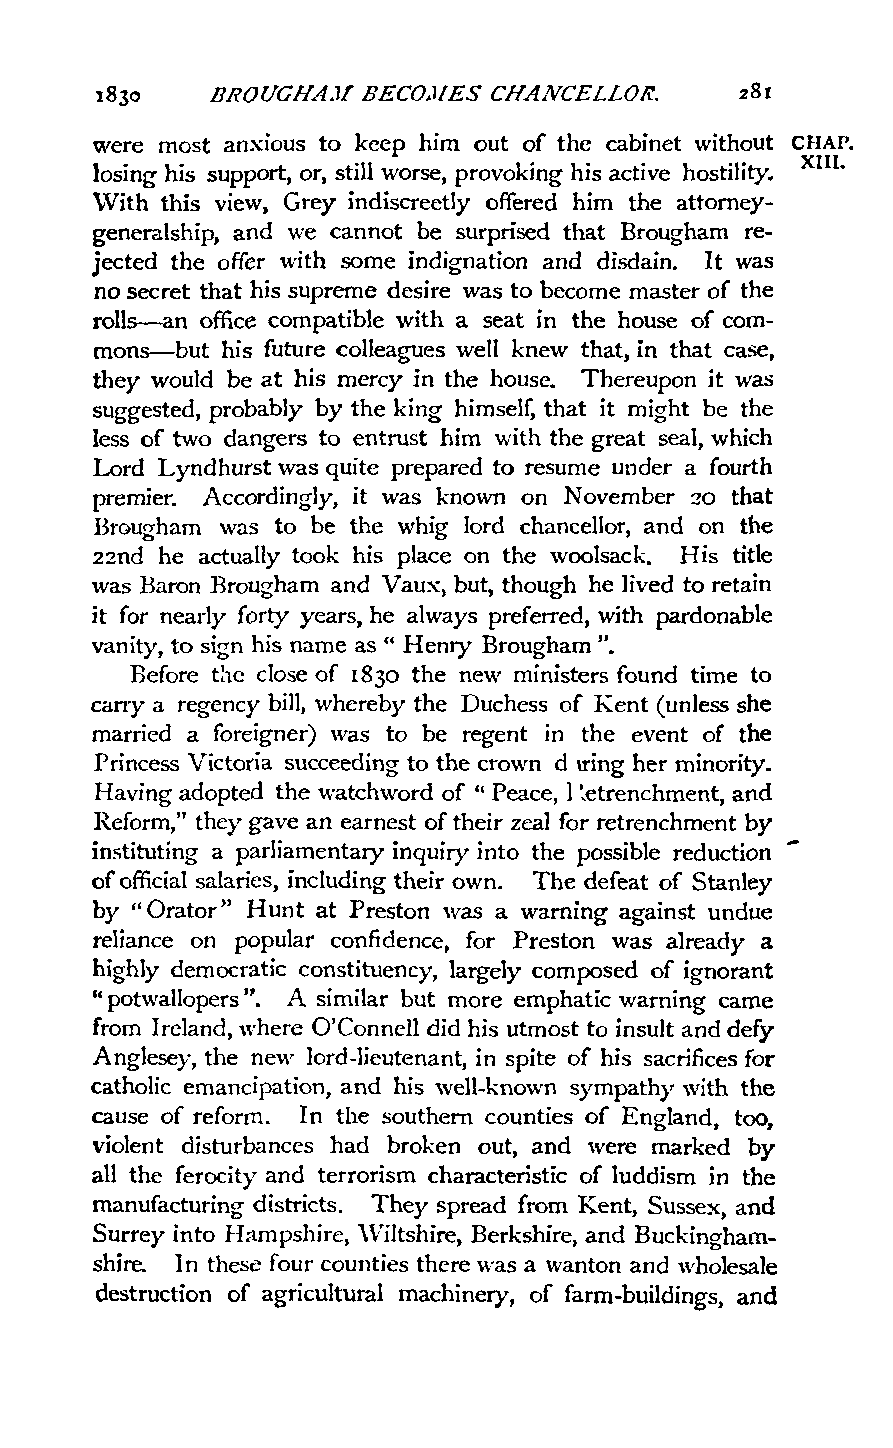 1830 BROUGHAM BECOMES CHANCELLOR. 281
were most anxious to keep him out of the cabinet without CHAP.
losing his support, or, still worse, provoking his active hostility. XIII.
With this view, Grey indiscreetly offered him the attorney-
generalship, and we cannot be surprised that Brougham re-
jected the offer with some indignation and disdain. It was
no secret that his supreme desire was to become master of the
rolls—an office compatible with a seat in the house of com-
mons—but his future colleagues well knew that, in that case,
they would be at his mercy in the house. Thereupon it was
suggested, probably by the king himself, that it might be the
less of two dangers to entrust him with the great seal, which
Lord Lyndhurst was quite prepared to resume under a fourth
premier. Accordingly, it was known on November 20 that
Brougham was to be the whig lord chancellor, and on the
22nd he actually took his place on the woolsack. His title
was Baron Brougham and Vaux, but, though he lived to retain
it for nearly forty years, he always preferred, with pardonable
vanity, to sign his name as " Henry Brougham ".
Before the close of 1830 the new ministers found time to
carry a regency bill, whereby the Duchess of Kent (unless she
married a foreigner) was to be regent in the event of the
Princess Victoria succeeding to the crown during her minority.
Having adopted the watchword of " Peace, Retrenchment, and
Reform," they gave an earnest of their zeal for retrenchment by
instituting a parliamentary inquiry into the possible reduction
of official salaries, including their own. The defeat of Stanley
by "Orator" Hunt at Preston was a warning against undue
reliance on popular confidence, for Preston was already a
highly democratic constituency, largely composed of ignorant
"potwallopers". A similar but more emphatic warning came
from Ireland, where O'Connell did his utmost to insult and defy
Anglesey, the new lord-lieutenant, in spite of his sacrifices for
catholic emancipation, and his well-known sympathy with the
cause of reform. In the southern counties of England, too,
violent disturbances had broken out, and were marked by
all the ferocity and terrorism characteristic of luddism in the
manufacturing districts. They spread from Kent, Sussex, and
Surrey into Hampshire, Wiltshire, Berkshire, and Buckingham-
shire. In these four counties there was a wanton and wholesale
destruction of agricultural machinery, of farm-buildings, and